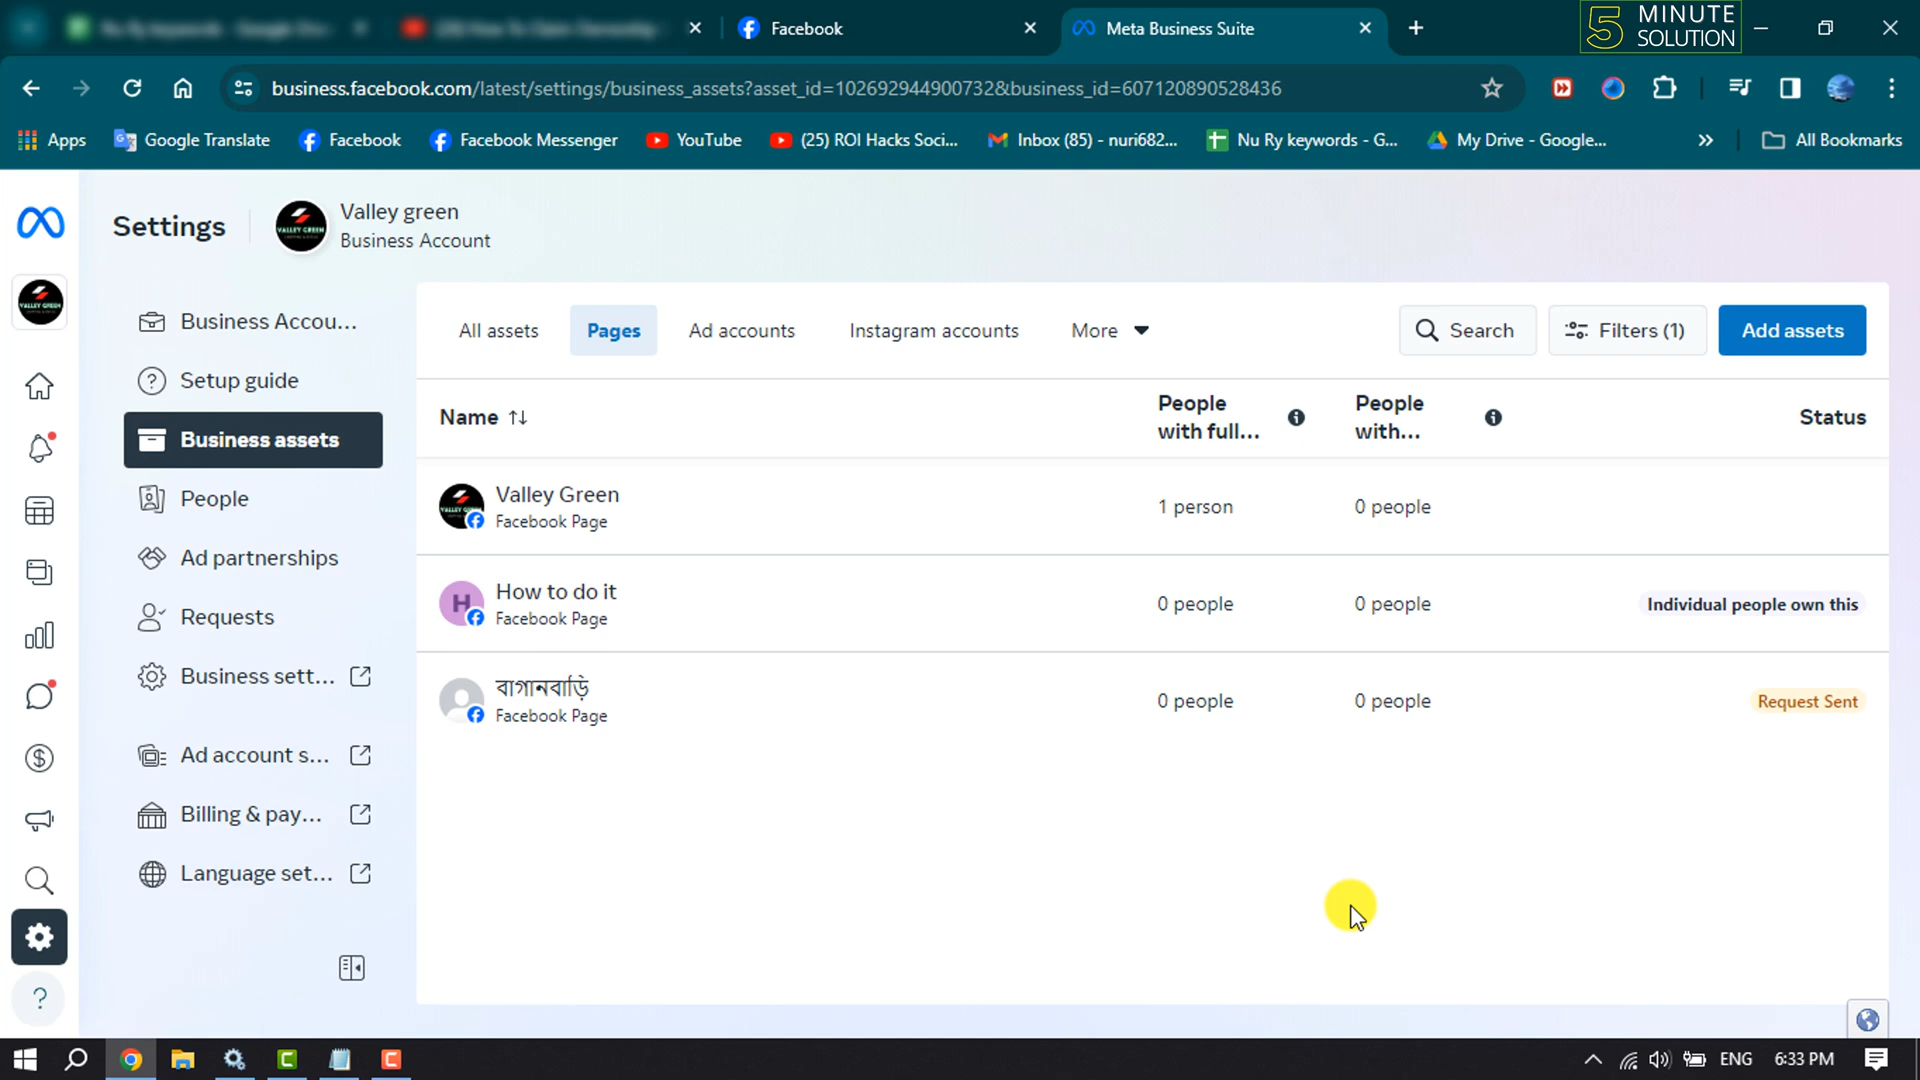 Facebook
Meta Business Suite
5 MINUTE SOLUTION
business.facebook.com/latest/settings/business_assets?asset_id=102692944900732&business_id=607120890528436
Apps
Google Translate
Facebook
Facebook Messenger
YouTube
(25) ROI Hacks Soci...
Inbox (85) - nuri682...
Nu Ry keywords - G...
My Drive - Google...
All Bookmarks
Settings
Valley green
Business Account
Business Accou...
Setup guide
Business assets
People
Ad partnerships
Requests
Business sett...
Ad account s...
Billing & pay...
Language set...
All assets
Pages
Ad accounts
Instagram accounts
More
Search
Filters (1)
Add assets
Name
People with full...
People with...
Status
Valley Green
Facebook Page
1 person
0 people
H
How to do it
Facebook Page
0 people
0 people
Individual people own this
বাগানবাড়ি
Facebook Page
0 people
0 people
Request Sent
ENG
6:33 PM